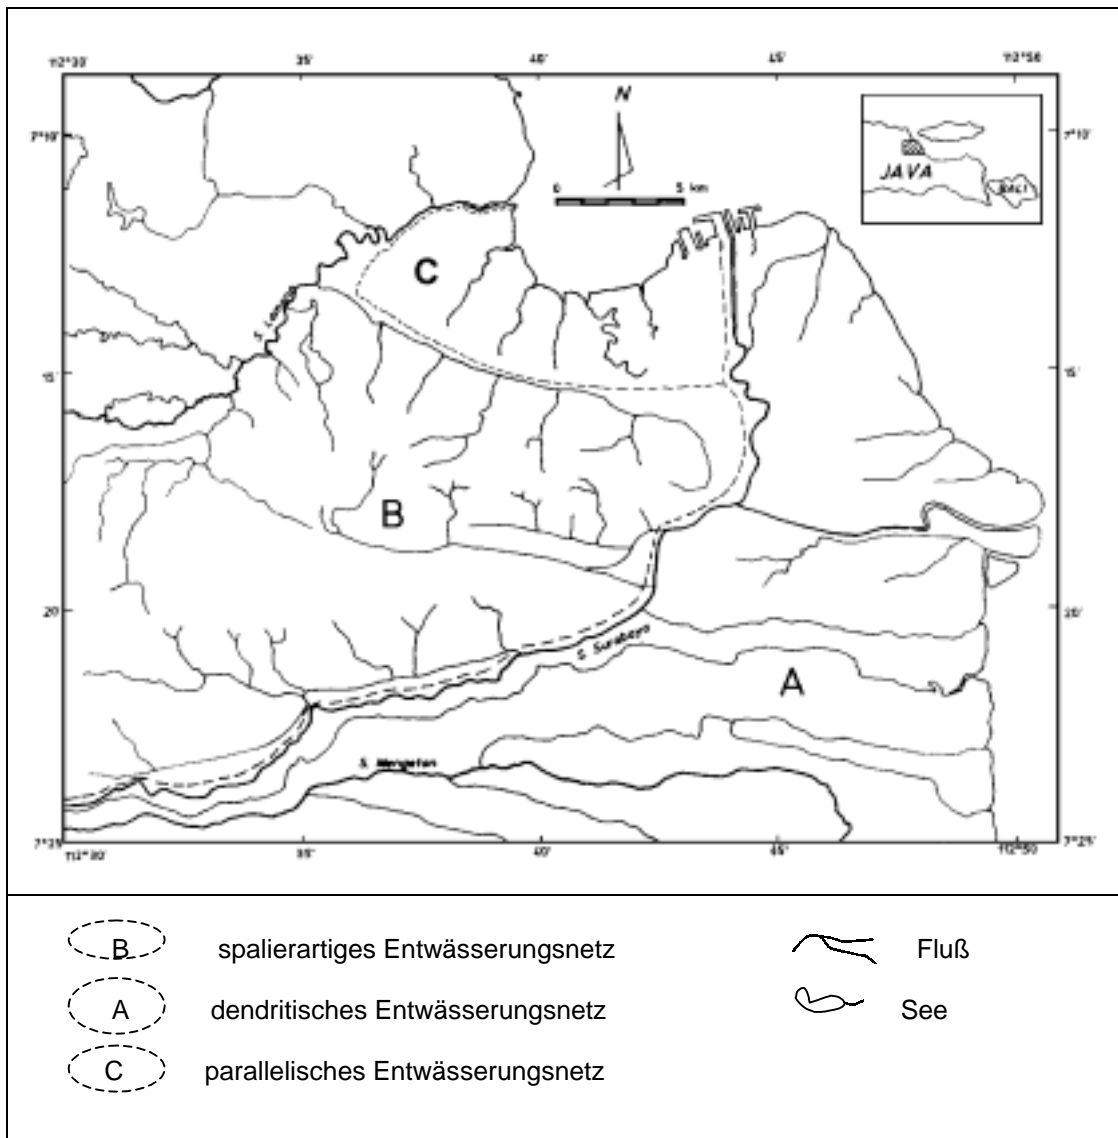 112°30' 35' 40' 45' 112°50'
7°10' 7°10'
N
0 5 km
JAVA
BALI
C
15' 15'
B
20' 20'
S. Surabaya
A
7°25' 7°25'
112°30' 35' 40' 45' 112°50'
B spalierartiges Entwässerungsnetz Fluß
A dendritisches Entwässerungsnetz See
C parallelisches Entwässerungsnetz